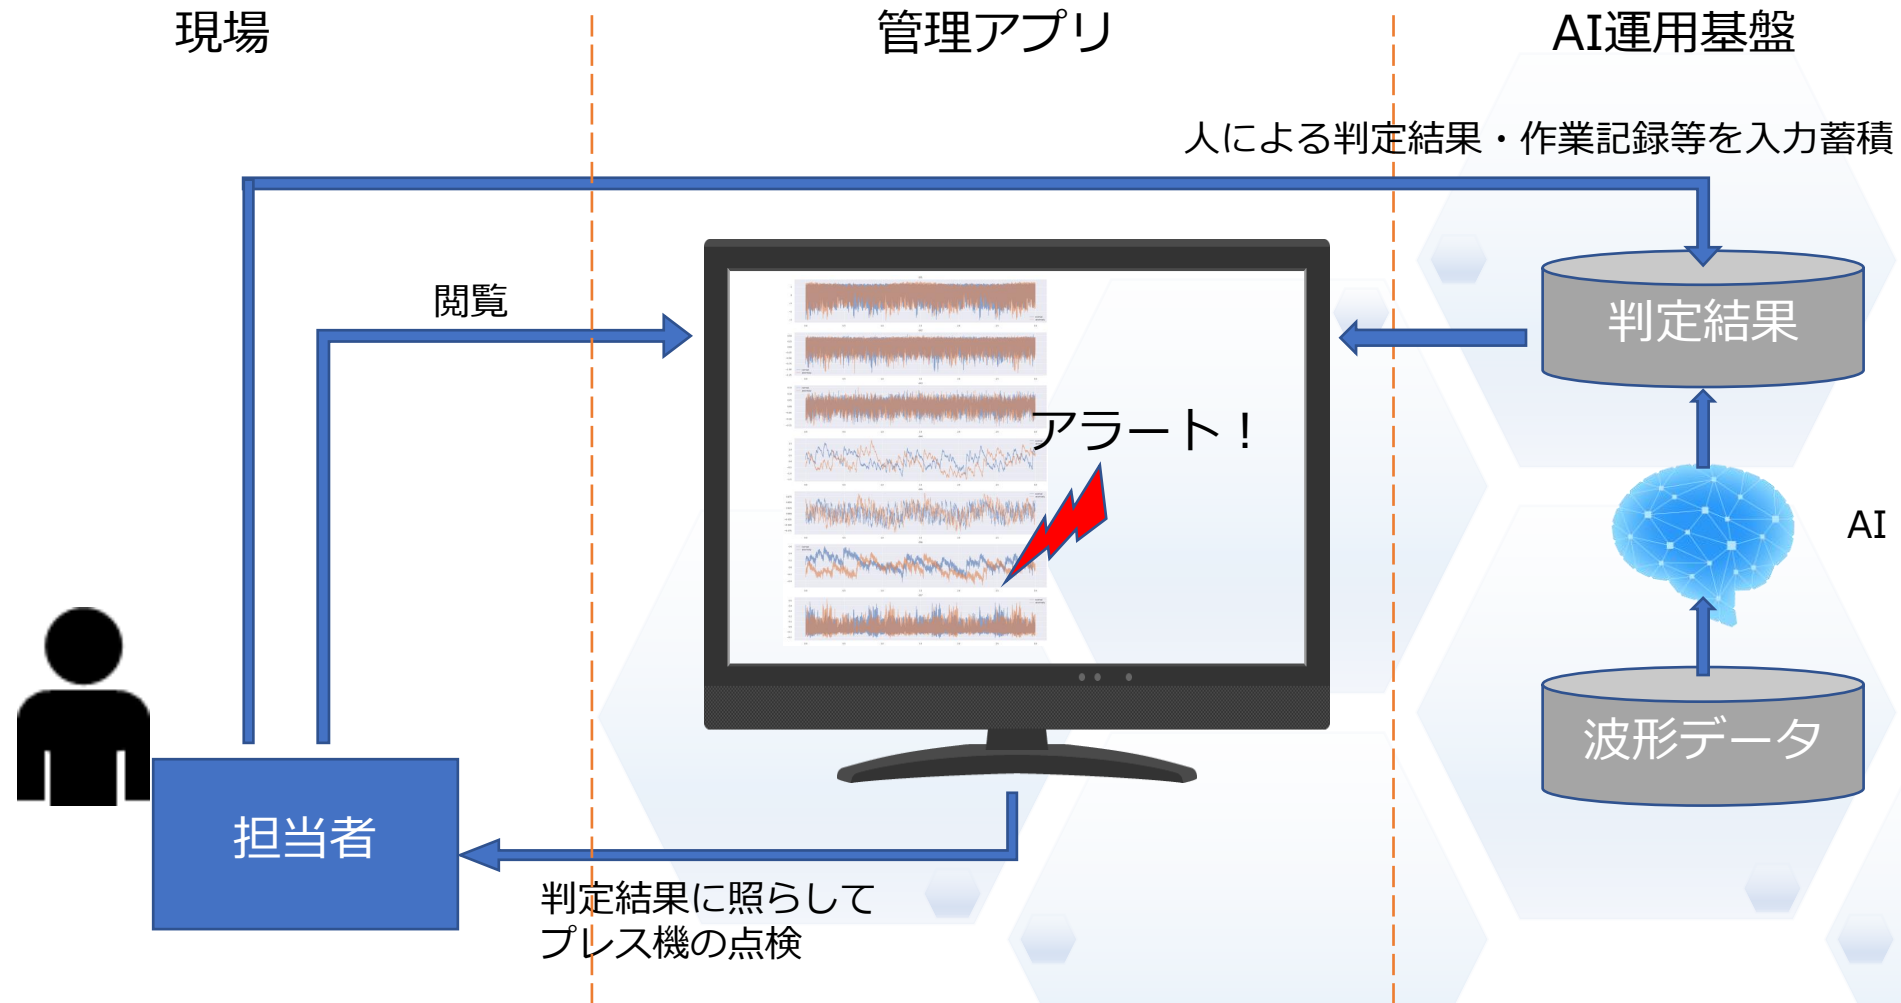 現場
管理アプリ
AI運用基盤
人による判定結果・作業記録等を入力蓄積
閲覧
判定結果
アラート！
AI
波形データ
担当者
判定結果に照らして
プレス機の点検